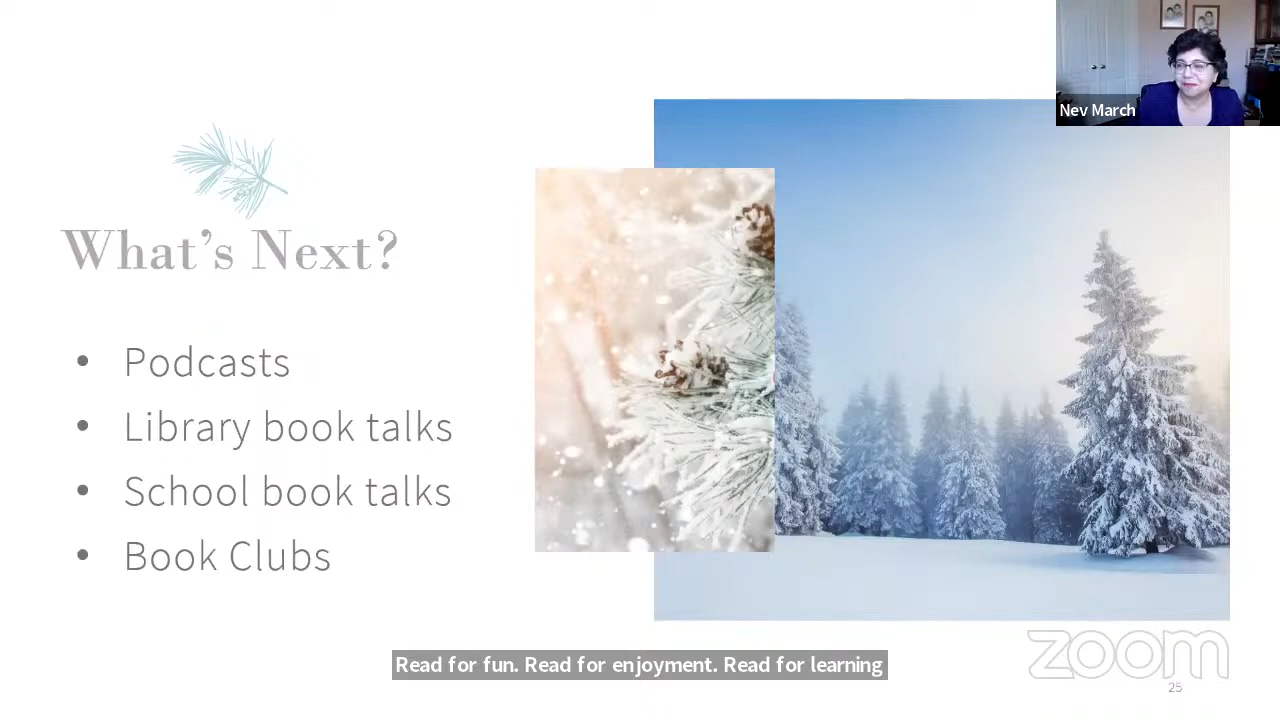 Nev March
What's Next?
• Podcasts
• Library book talks
• School book talks
• Book Clubs
Read for fun. Read for enjoyment. Read for learning
zoom
25